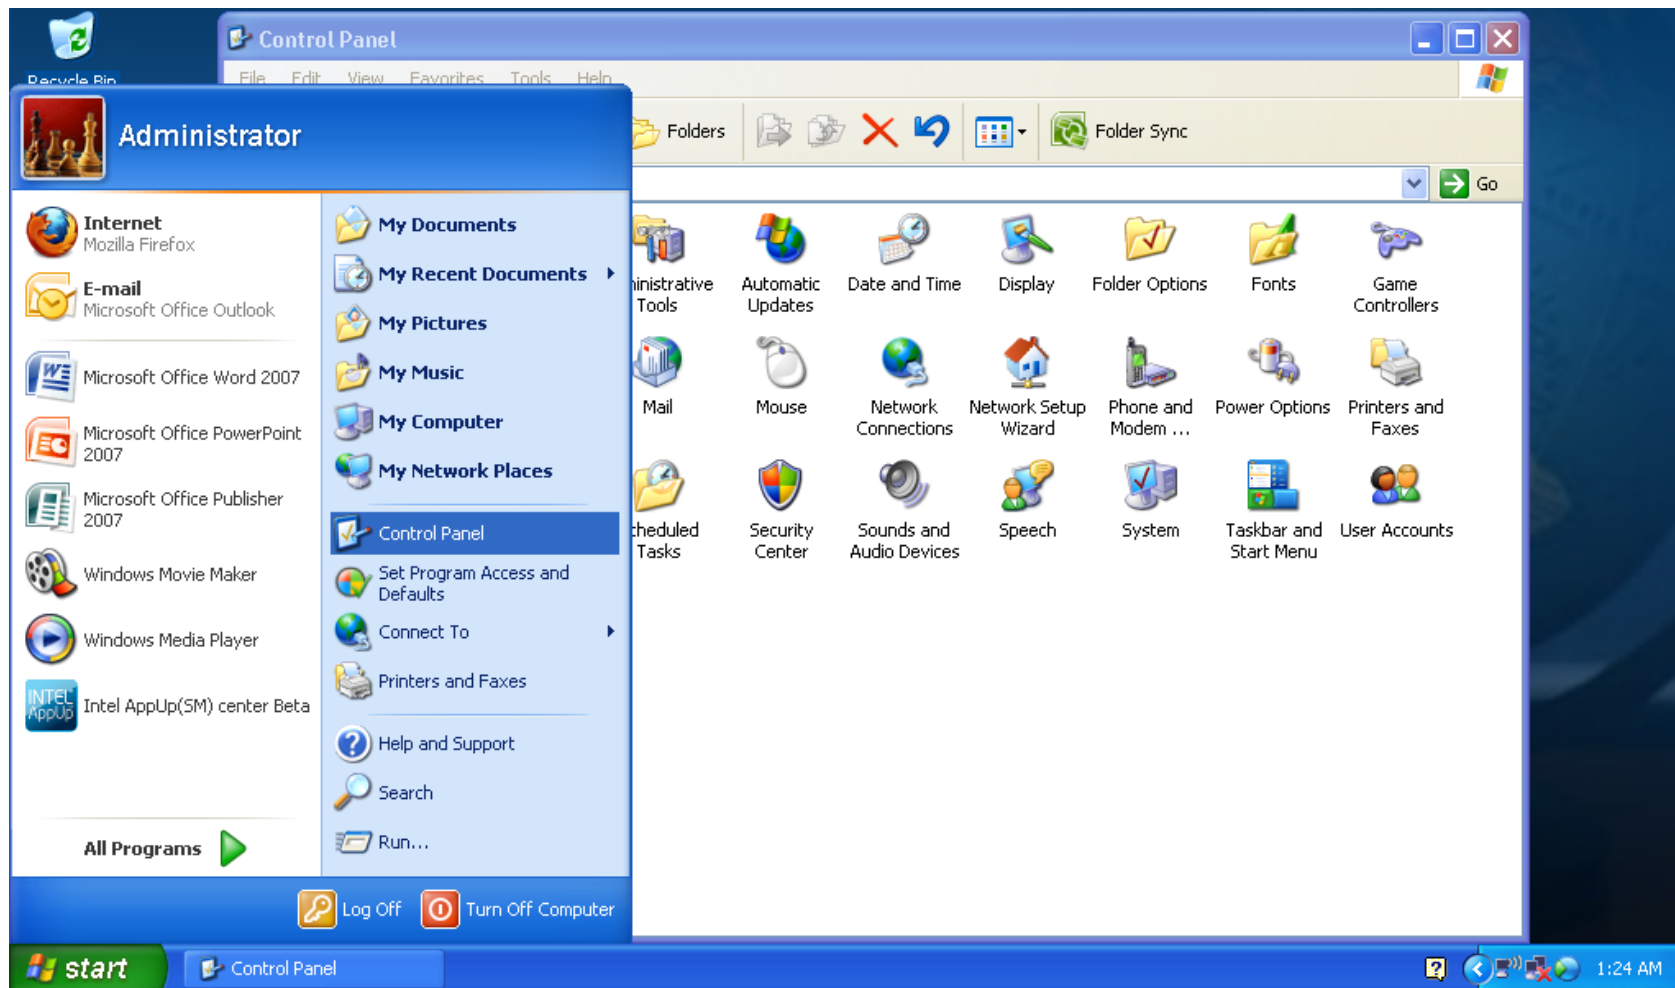 Recycle Bin
Control Panel
File Edit View Favorites Tools Help
Administrator
Folders
Folder Sync
Go
Internet
Mozilla Firefox
E-mail
Microsoft Office Outlook
Microsoft Office Word 2007
Microsoft Office PowerPoint
2007
Microsoft Office Publisher
2007
Windows Movie Maker
Windows Media Player
INTEL
AppUp
Intel AppUp(SM) center Beta
All Programs
My Documents
My Recent Documents
My Pictures
My Music
My Computer
My Network Places
Control Panel
Set Program Access and
Defaults
Connect To
Printers and Faxes
Help and Support
Search
Run...
Log Off
Turn Off Computer
Tools
Automatic
Updates
Date and Time
Display
Folder Options
Fonts
Game
Controllers
Mail
Mouse
Network
Connections
Network Setup
Wizard
Phone and
Modem ...
Power Options
Printers and
Faxes
Tasks
Security
Center
Sounds and
Audio Devices
Speech
System
Taskbar and
Start Menu
User Accounts
start
Control Panel
1:24 AM